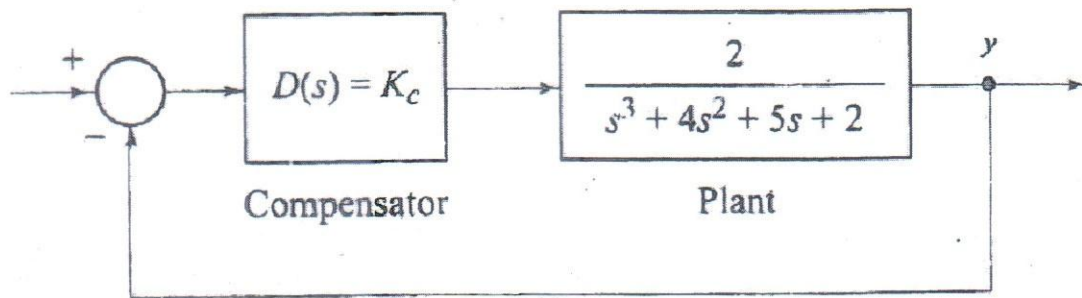 +
−
D(s) = K_c
Compensator
2
s^3 + 4s^2 + 5s + 2
Plant
y